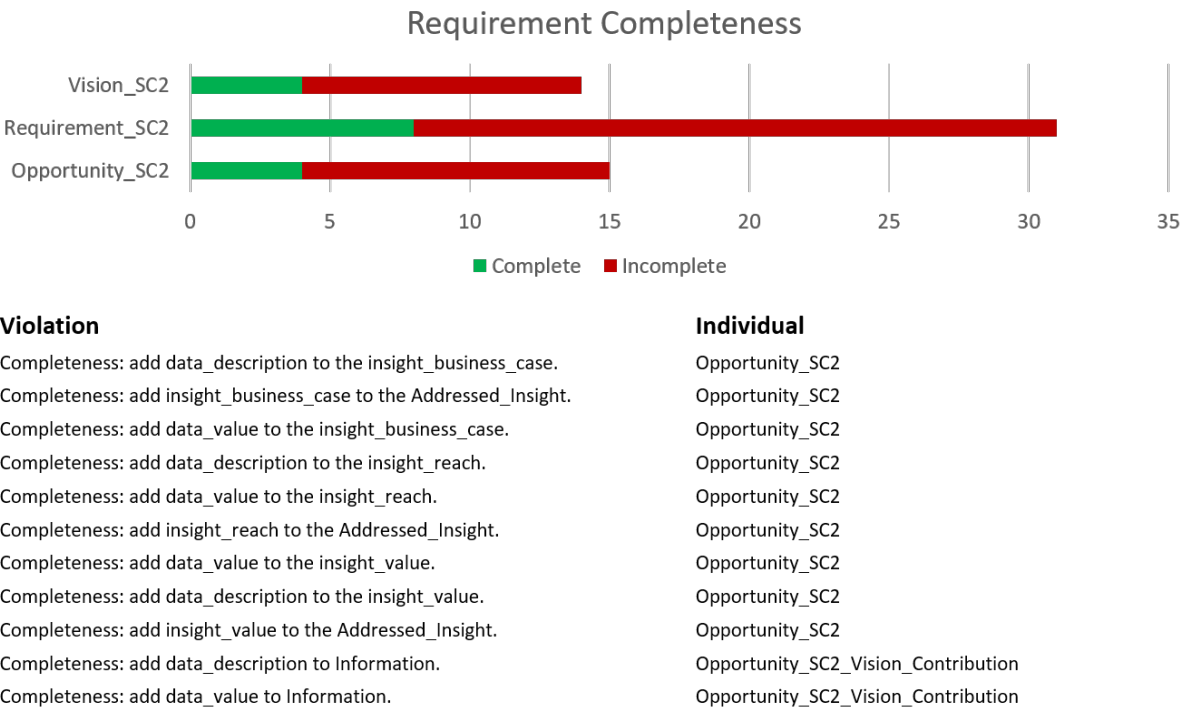 Requirement Completeness
Vision_SC2
Requirement_SC2
Opportunity_SC2
0 5 10 15 20 25 30 35
Complete Incomplete
Violation Individual
Completeness: add data_description to the insight_business_case. Opportunity_SC2
Completeness: add insight_business_case to the Addressed_Insight. Opportunity_SC2
Completeness: add data_value to the insight_business_case. Opportunity_SC2
Completeness: add data_description to the insight_reach. Opportunity_SC2
Completeness: add data_value to the insight_reach. Opportunity_SC2
Completeness: add insight_reach to the Addressed_Insight. Opportunity_SC2
Completeness: add data_value to the insight_value. Opportunity_SC2
Completeness: add data_description to the insight_value. Opportunity_SC2
Completeness: add insight_value to the Addressed_Insight. Opportunity_SC2
Completeness: add data_description to Information. Opportunity_SC2_Vision_Contribution
Completeness: add data_value to Information. Opportunity_SC2_Vision_Contribution